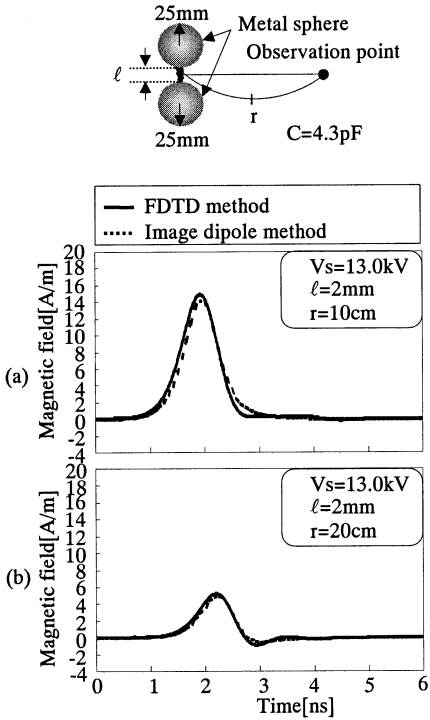 25mm
Metal sphere
Observation point
ℓ
r
25mm
C=4.3pF
FDTD method
Image dipole method
(a)
Magnetic field[A/m]
20
18
16
14
12
10
8
6
4
2
0
-2
-4
Vs=13.0kV
ℓ=2mm
r=10cm
(b)
Magnetic field[A/m]
20
18
16
14
12
10
8
6
4
2
0
-2
-4
Vs=13.0kV
ℓ=2mm
r=20cm
0 1 2 3 4 5 6
Time[ns]